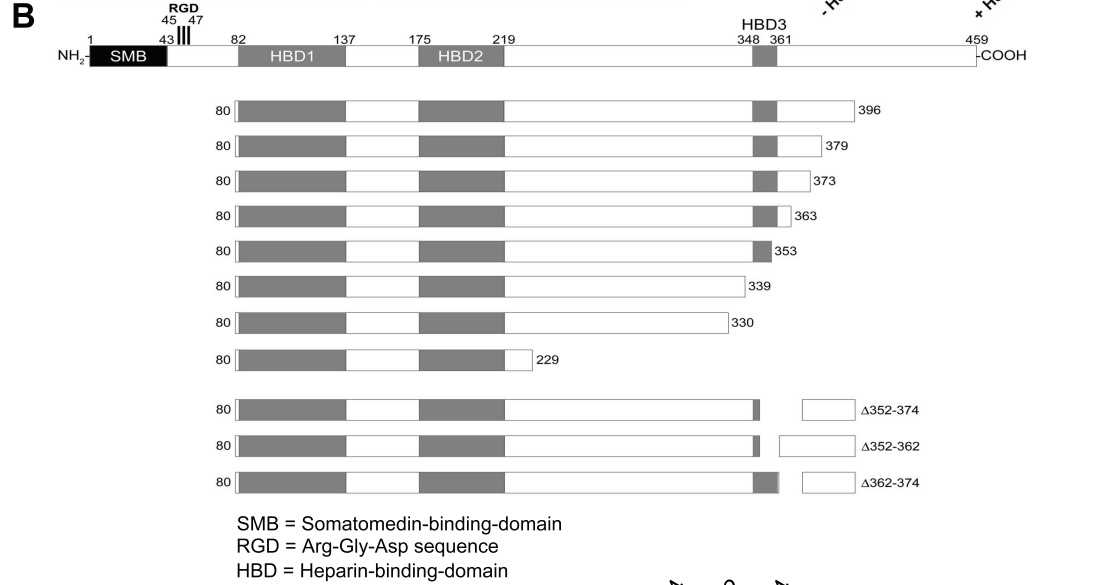 B
RGD
45 47
HBD3
1 43 82 137 175 219 348 361 459
NH2- SMB HBD1 HBD2 -COOH
80 396
80 379
80 373
80 363
80 353
80 339
80 330
80 229
80 Δ352-374
80 Δ352-362
80 Δ362-374
SMB = Somatomedin-binding-domain
RGD = Arg-Gly-Asp sequence
HBD = Heparin-binding-domain